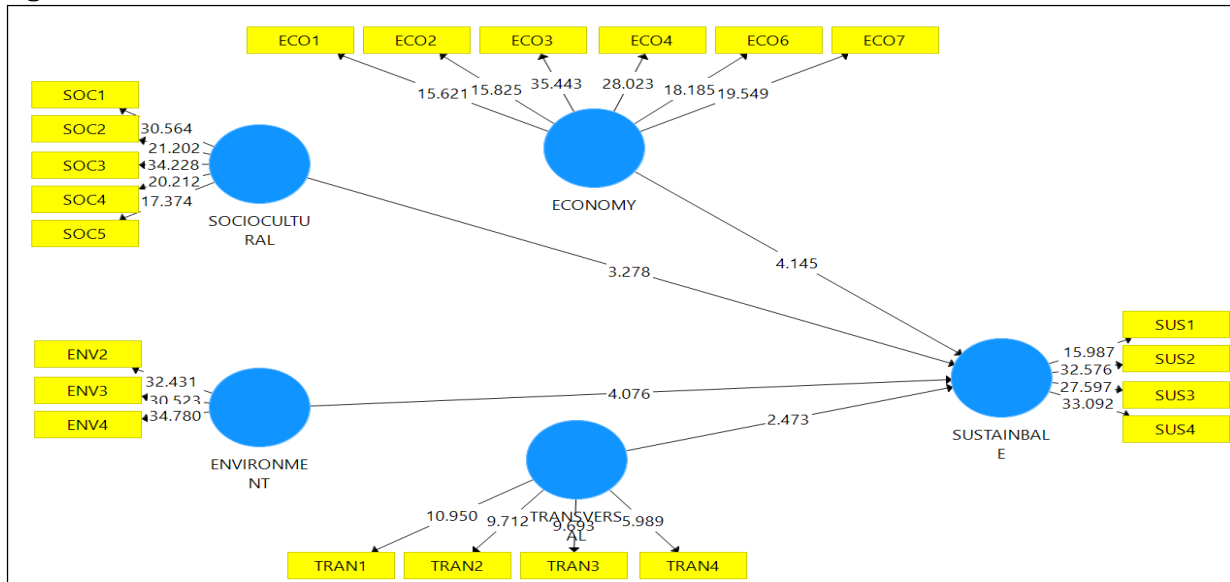 ECO1
ECO2
ECO3
ECO4
ECO6
ECO7
15.621
15.825
35.443
28.023
18.185
19.549
ECONOMY
SOC1
SOC2
SOC3
SOC4
SOC5
30.564
21.202
34.228
20.212
17.374
SOCIOCULTU
RAL
3.278
4.145
ENV2
ENV3
ENV4
32.431
30.523
34.780
ENVIRONME
NT
4.076
2.473
SUS1
SUS2
SUS3
SUS4
15.987
32.576
27.597
33.092
SUSTAINBAL
E
TRANSVERS
AL
10.950
9.712
9.693
5.989
TRAN1
TRAN2
TRAN3
TRAN4